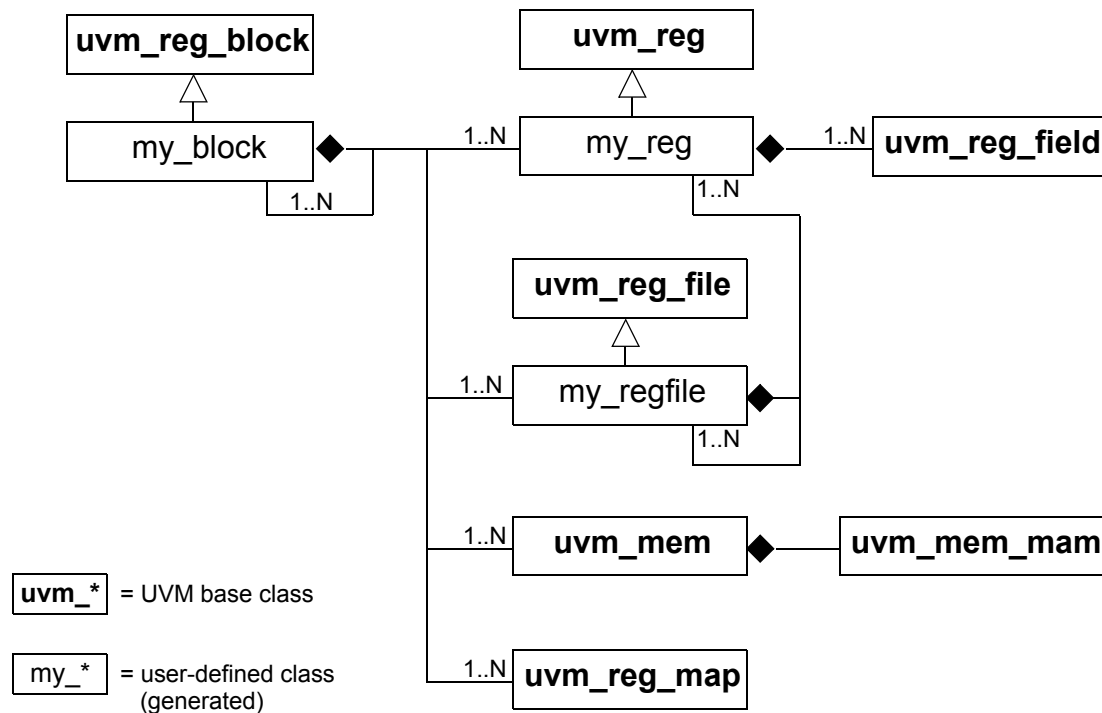 uvm_reg_block
uvm_reg
my_block
1..N
my_reg
1..N
uvm_reg_field
1..N
1..N
uvm_reg_file
1..N
my_regfile
1..N
1..N
uvm_mem
uvm_mem_mam
uvm_* = UVM base class
my_* = user-defined class
(generated)
1..N
uvm_reg_map